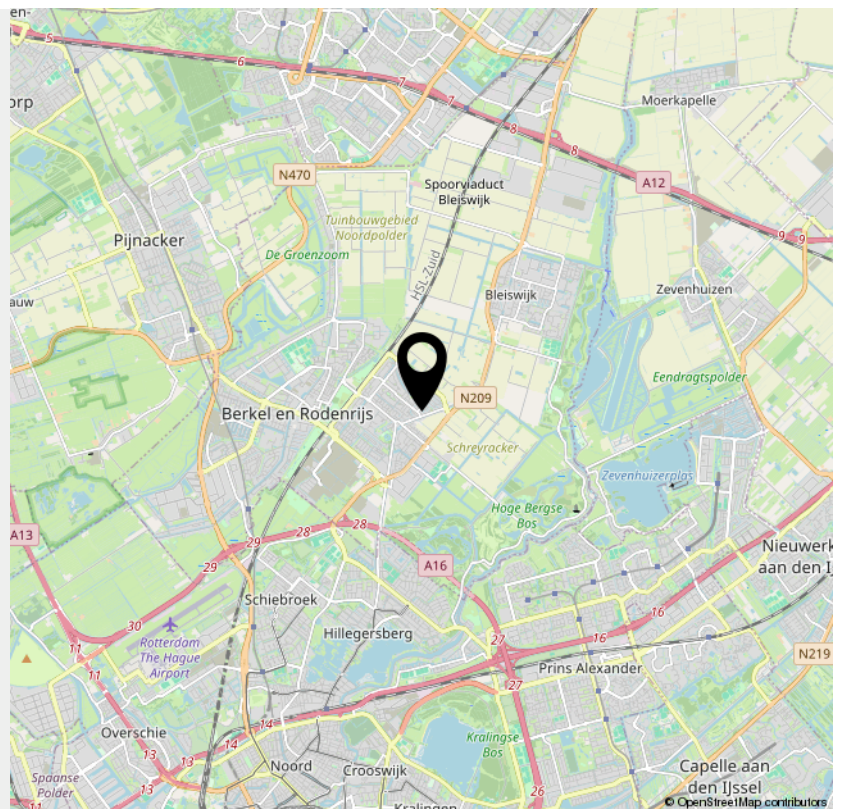 en-
5
6
7
7
orp
Moerkapelle
8
8
N470
A12
Spoorviaduct
Bleiswijk
Tuinbouwgebied
Noordpolder
Pijnacker
9
9
De Groenzoom
HSL-Zuid
Bleiswijk
Zevenhuizen
auw
Eendragtspolder
N209
Berkel en Rodenrijs
Schreyracker
Zevenhuizerplas
Hoge Bergse
Bos
A13
28
28
29
29
A16
Nieuwerk
aan den IJ
Schiebroek
16
16
30
Hillegersberg
27
11
Rotterdam
The Hague
Airport
11
N219
Prins Alexander
27
14
14
Overschie
13
13
Kralingse
Bos
Noord
Crooswijk
Capelle aan
den IJssel
Spaanse
Polder
26
Kralingen
© OpenStreetMap contributors